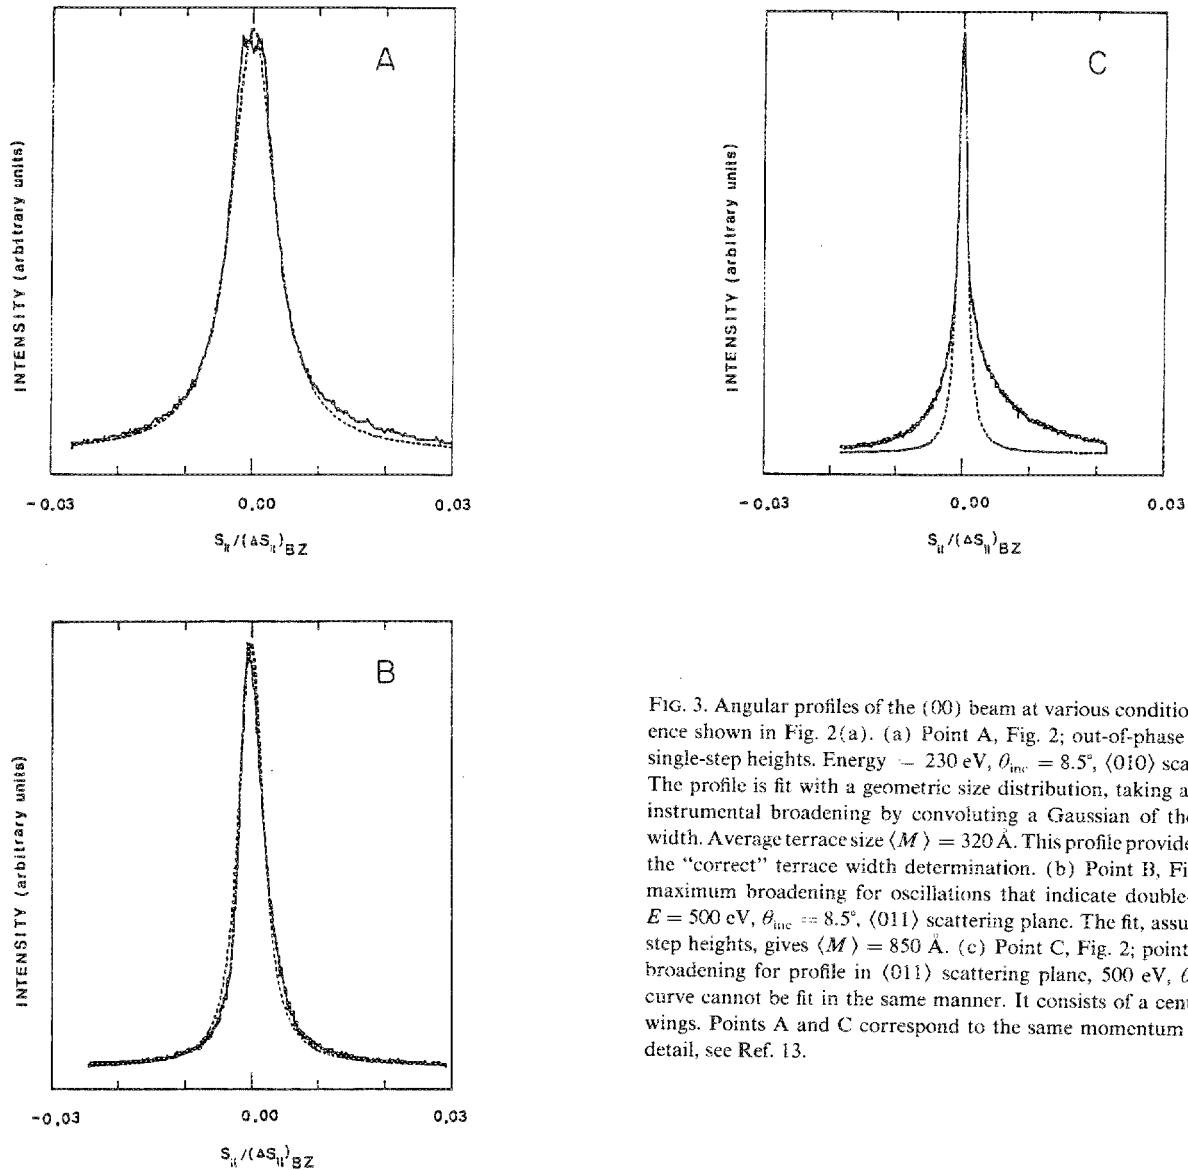 A
INTENSITY (arbitrary units)
-0.03 0.00 0.03
S∥/(ΔS∥)BZ
C
INTENSITY (arbitrary units)
-0.03 0.00 0.03
S∥/(ΔS∥)BZ
B
INTENSITY (arbitrary units)
-0.03 0.00 0.03
S∥/(ΔS∥)BZ
FIG. 3. Angular profiles of the (00) beam at various conditio
ence shown in Fig. 2(a). (a) Point A, Fig. 2; out-of-phase
single-step heights. Energy = 230 eV, θinc = 8.5°, ⟨010⟩ sca
The profile is fit with a geometric size distribution, taking a
instrumental broadening by convoluting a Gaussian of the
width. Average terrace size ⟨M⟩ = 320 Å. This profile provide
the "correct" terrace width determination. (b) Point B, Fi
maximum broadening for oscillations that indicate double-
E = 500 eV, θinc = 8.5°, ⟨011⟩ scattering plane. The fit, assu
step heights, gives ⟨M⟩ = 850 Å. (c) Point C, Fig. 2; point
broadening for profile in ⟨011⟩ scattering plane, 500 eV, θ
curve cannot be fit in the same manner. It consists of a cent
wings. Points A and C correspond to the same momentum
detail, see Ref. 13.